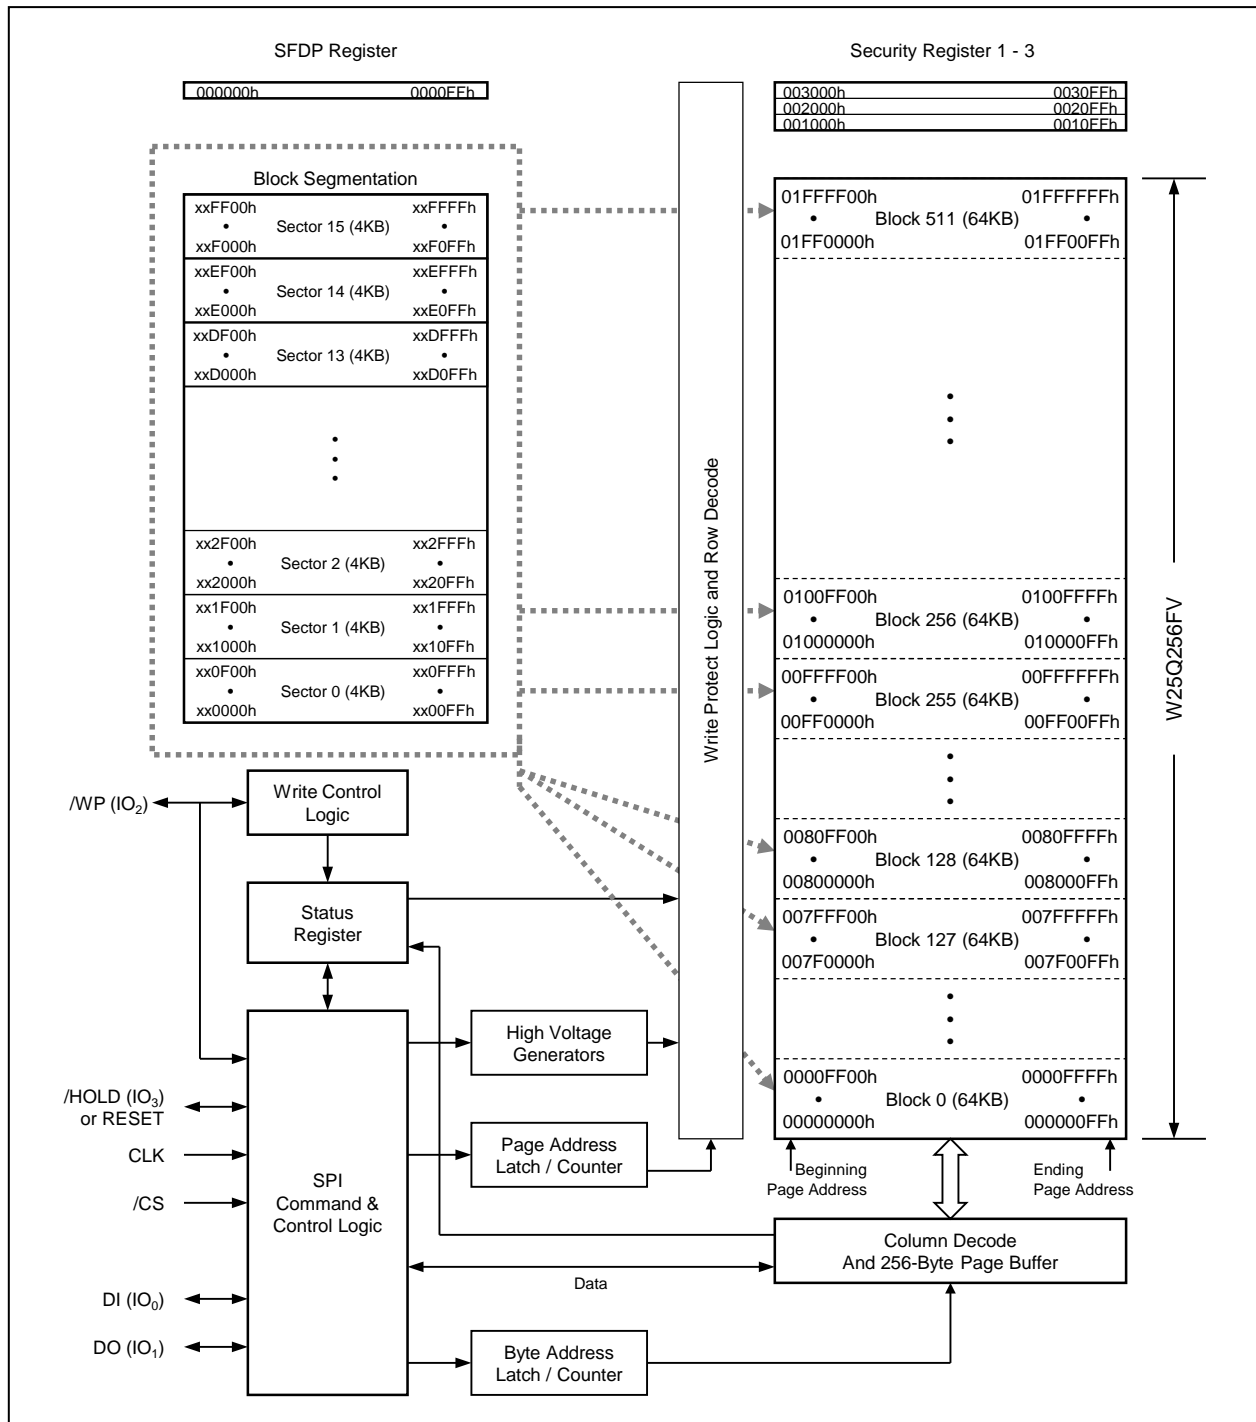 SFDP Register
000000h 0000FFh
Security Register 1 - 3
003000h 0030FFh
002000h 0020FFh
001000h 0010FFh
Block Segmentation
xxFF00h xxFFFFh
Sector 15 (4KB)
xxF000h xxF0FFh
xxEF00h xxEFFFh
Sector 14 (4KB)
xxE000h xxE0FFh
xxDF00h xxDFFFh
Sector 13 (4KB)
xxD000h xxD0FFh
xx2F00h xx2FFFh
Sector 2 (4KB)
xx2000h xx20FFh
xx1F00h xx1FFFh
Sector 1 (4KB)
xx1000h xx10FFh
xx0F00h xx0FFFh
Sector 0 (4KB)
xx0000h xx00FFh
Write Protect Logic and Row Decode
01FFFF00h 01FFFFFFh
Block 511 (64KB)
01FF0000h 01FF00FFh
0100FF00h 0100FFFFh
Block 256 (64KB)
01000000h 010000FFh
00FFFF00h 00FFFFFFh
Block 255 (64KB)
00FF0000h 00FF00FFh
0080FF00h 0080FFFFh
Block 128 (64KB)
00800000h 008000FFh
007FFF00h 007FFFFFh
Block 127 (64KB)
007F0000h 007F00FFh
0000FF00h 0000FFFFh
Block 0 (64KB)
00000000h 000000FFh
W25Q256FV
Beginning
Page Address
Ending
Page Address
/WP (IO₂)
Write Control
Logic
Status
Register
High Voltage
Generators
/HOLD (IO₃)
or RESET
CLK
/CS
DI (IO₀)
DO (IO₁)
SPI
Command &
Control Logic
Page Address
Latch / Counter
Column Decode
And 256-Byte Page Buffer
Data
Byte Address
Latch / Counter